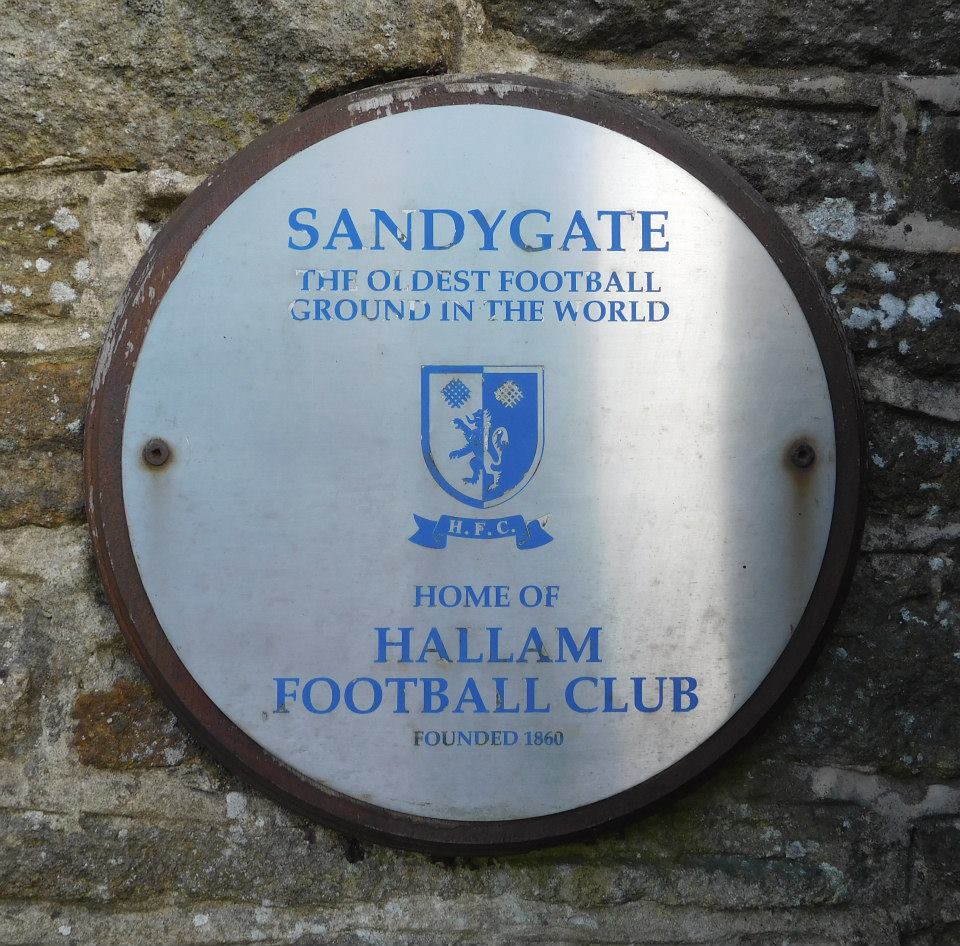 SANDYGATE
THE OLDEST FOOTBALL
GROUND IN THE WORLD
H.F.C.
HOME OF
HALLAM
FOOTBALL CLUB
FOUNDED 1860